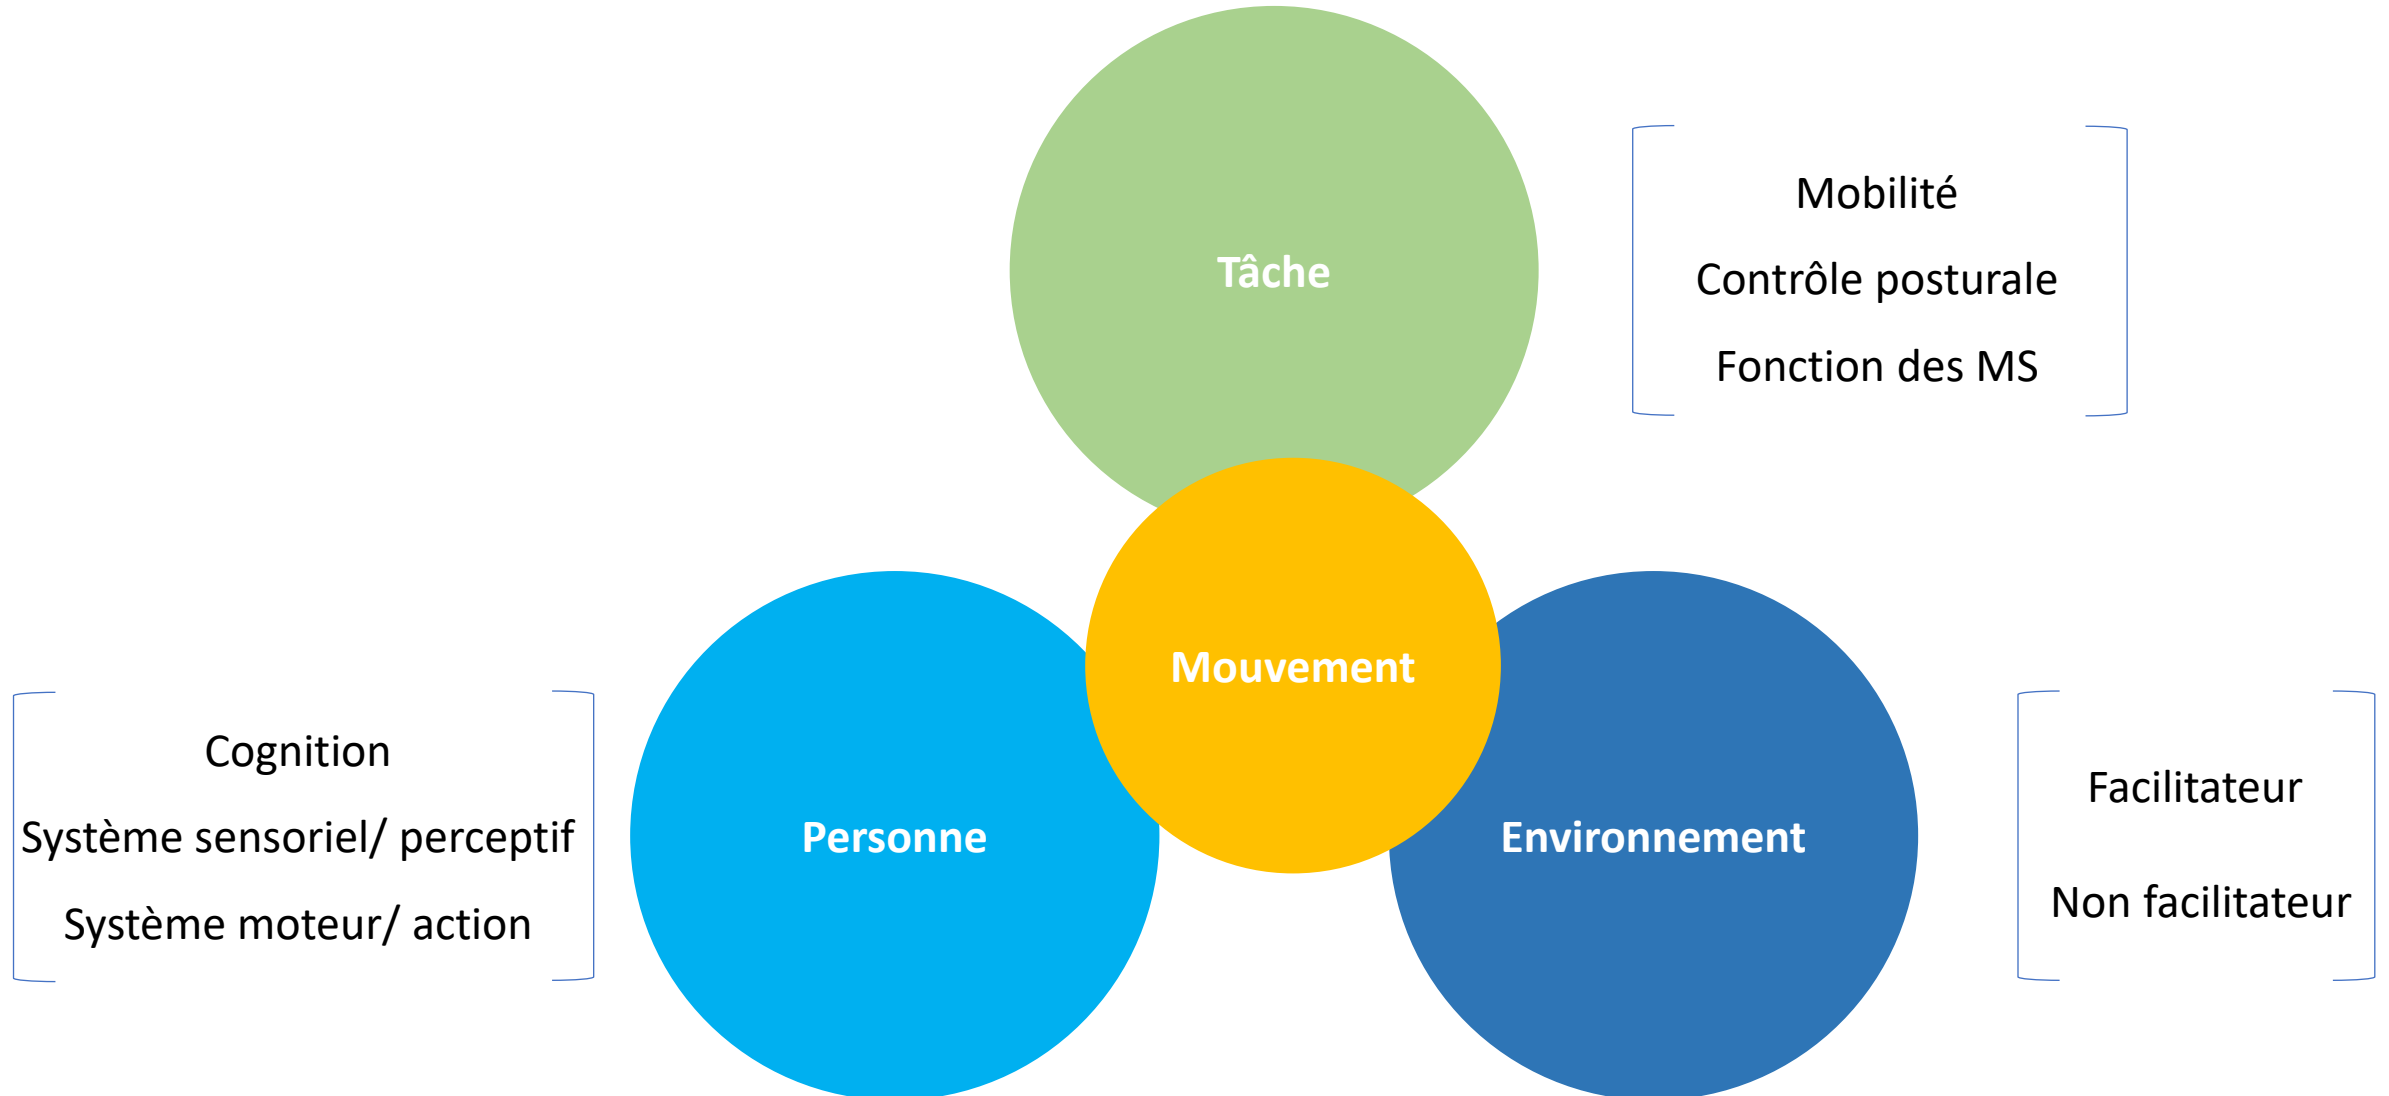 Tâche
Mobilité
Contrôle posturale
Fonction des MS
Mouvement
Personne
Cognition
Système sensoriel/ perceptif
Système moteur/ action
Environnement
Facilitateur
Non facilitateur